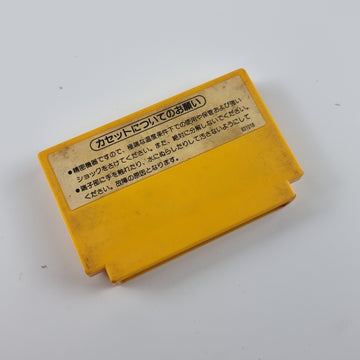 カセットについてのお願い
●精密機器ですので、極端な温度条件下での使用や保管および強い
ショックをさけてください。また、絶対に分解しないでください。
●端子部に手を触れたり、水にぬらしたりして汚さないようにして
ください。故障の原因となります。